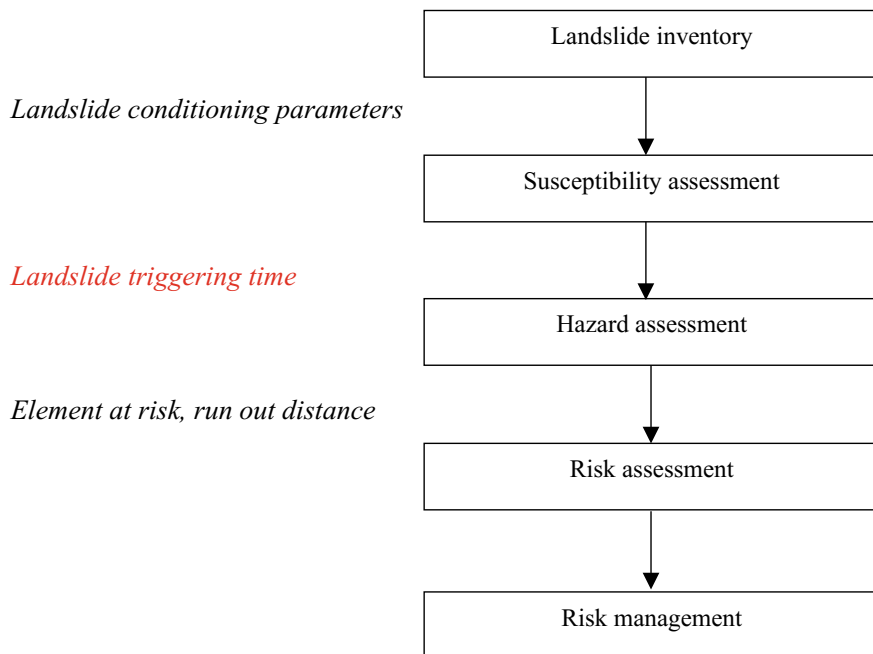 Landslide inventory
Landslide conditioning parameters
Susceptibility assessment
Landslide triggering time
Hazard assessment
Element at risk, run out distance
Risk assessment
Risk management